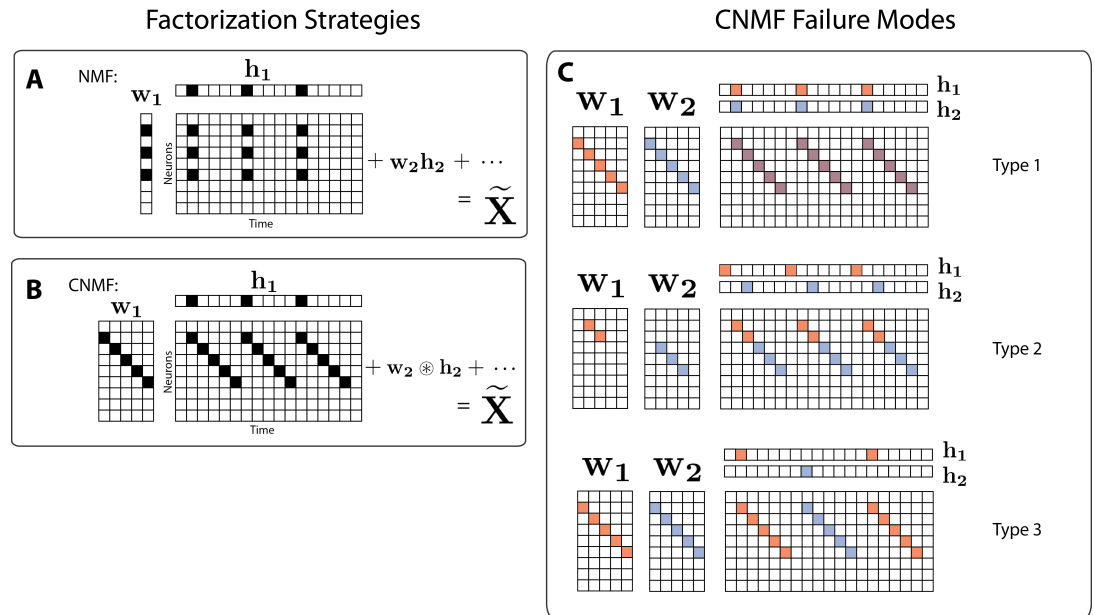 Factorization Strategies
CNMF Failure Modes
A
NMF:
h₁
w₁
Neurons
Time
+ w₂h₂ + ⋯
= X̃
B
CNMF:
h₁
w₁
Neurons
Time
+ w₂ ⊛ h₂ + ⋯
= X̃
C
w₁ w₂
h₁
h₂
Type 1
w₁ w₂
h₁
h₂
Type 2
w₁ w₂
h₁
h₂
Type 3